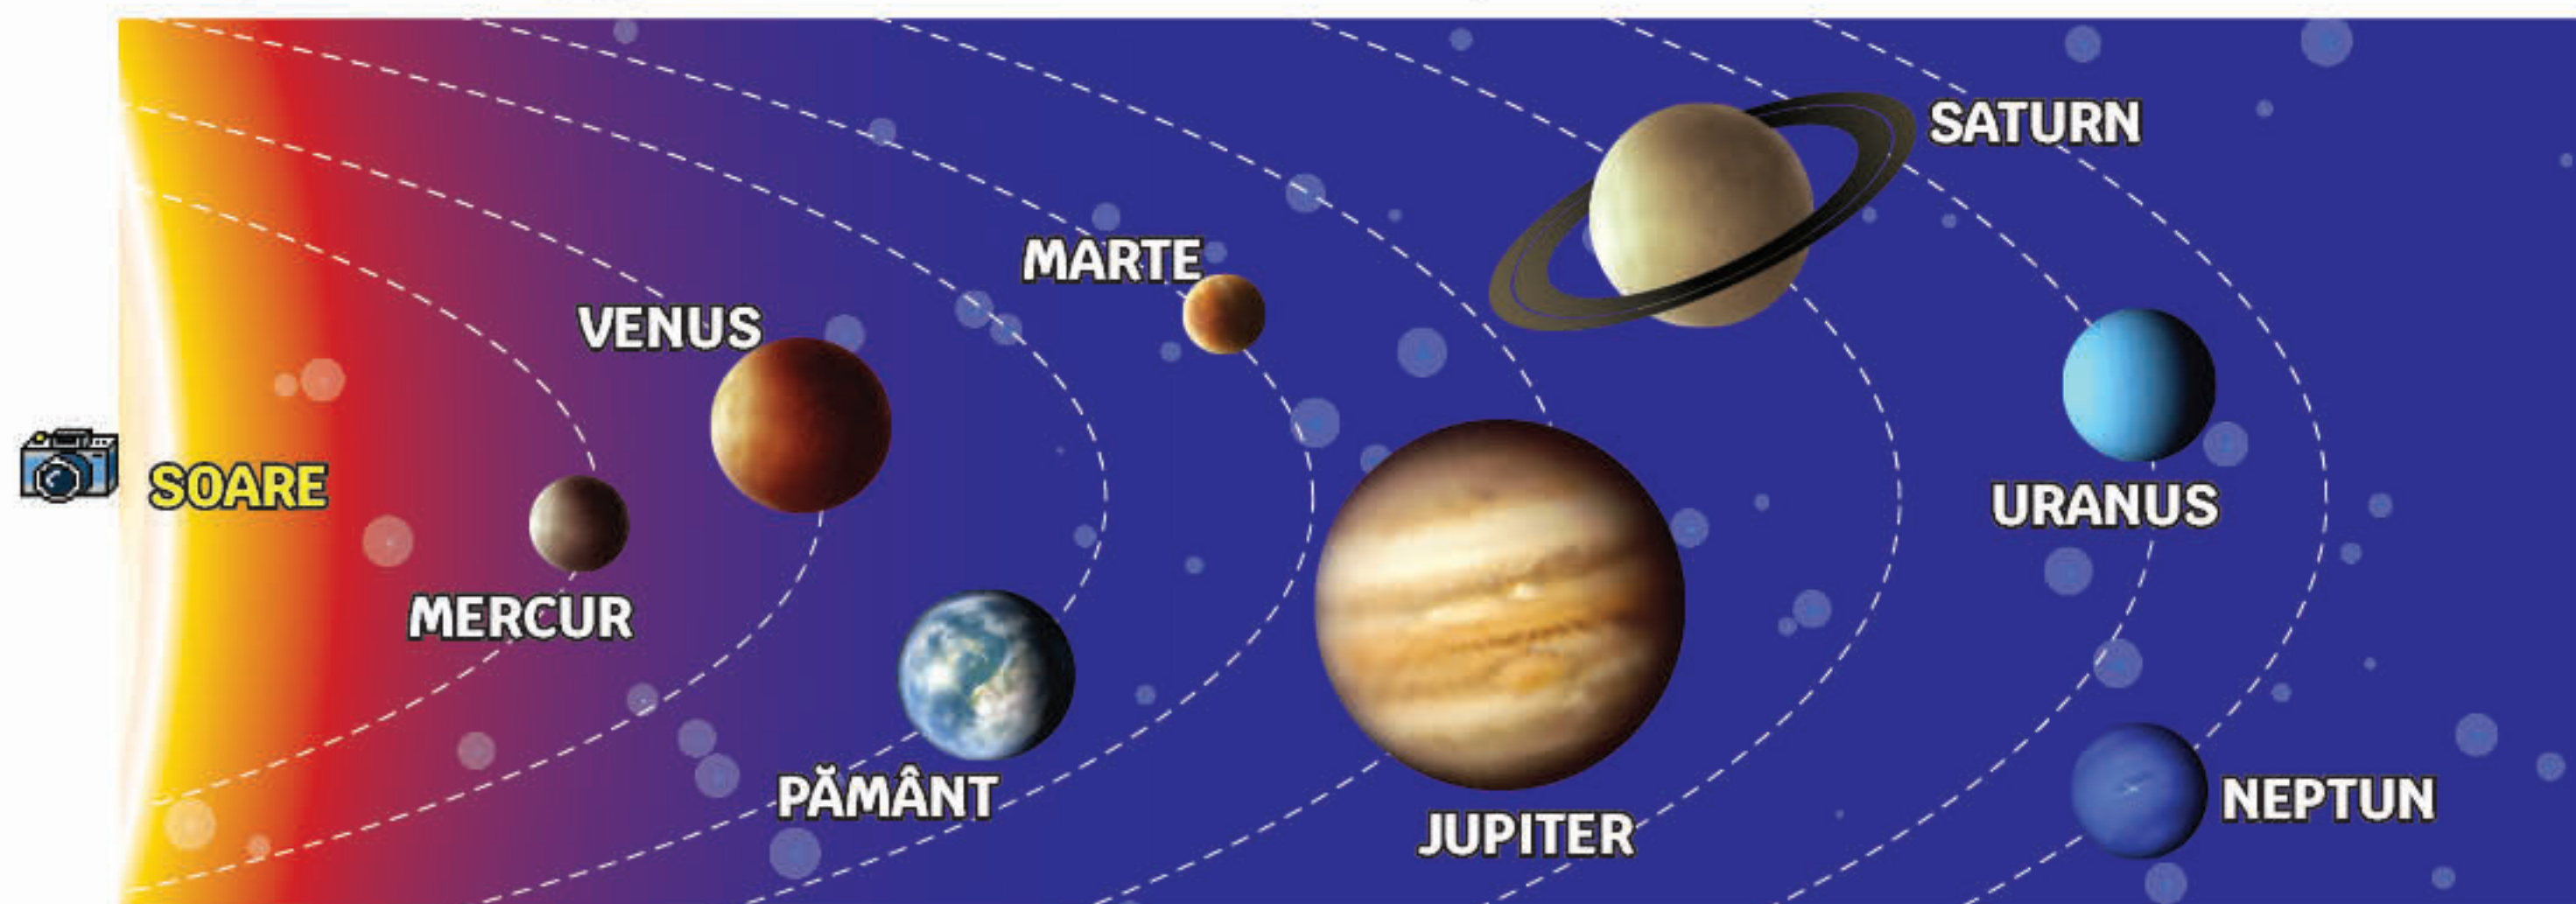 SOARE
MERCUR
VENUS
PĂMÂNT
MARTE
JUPITER
SATURN
URANUS
NEPTUN